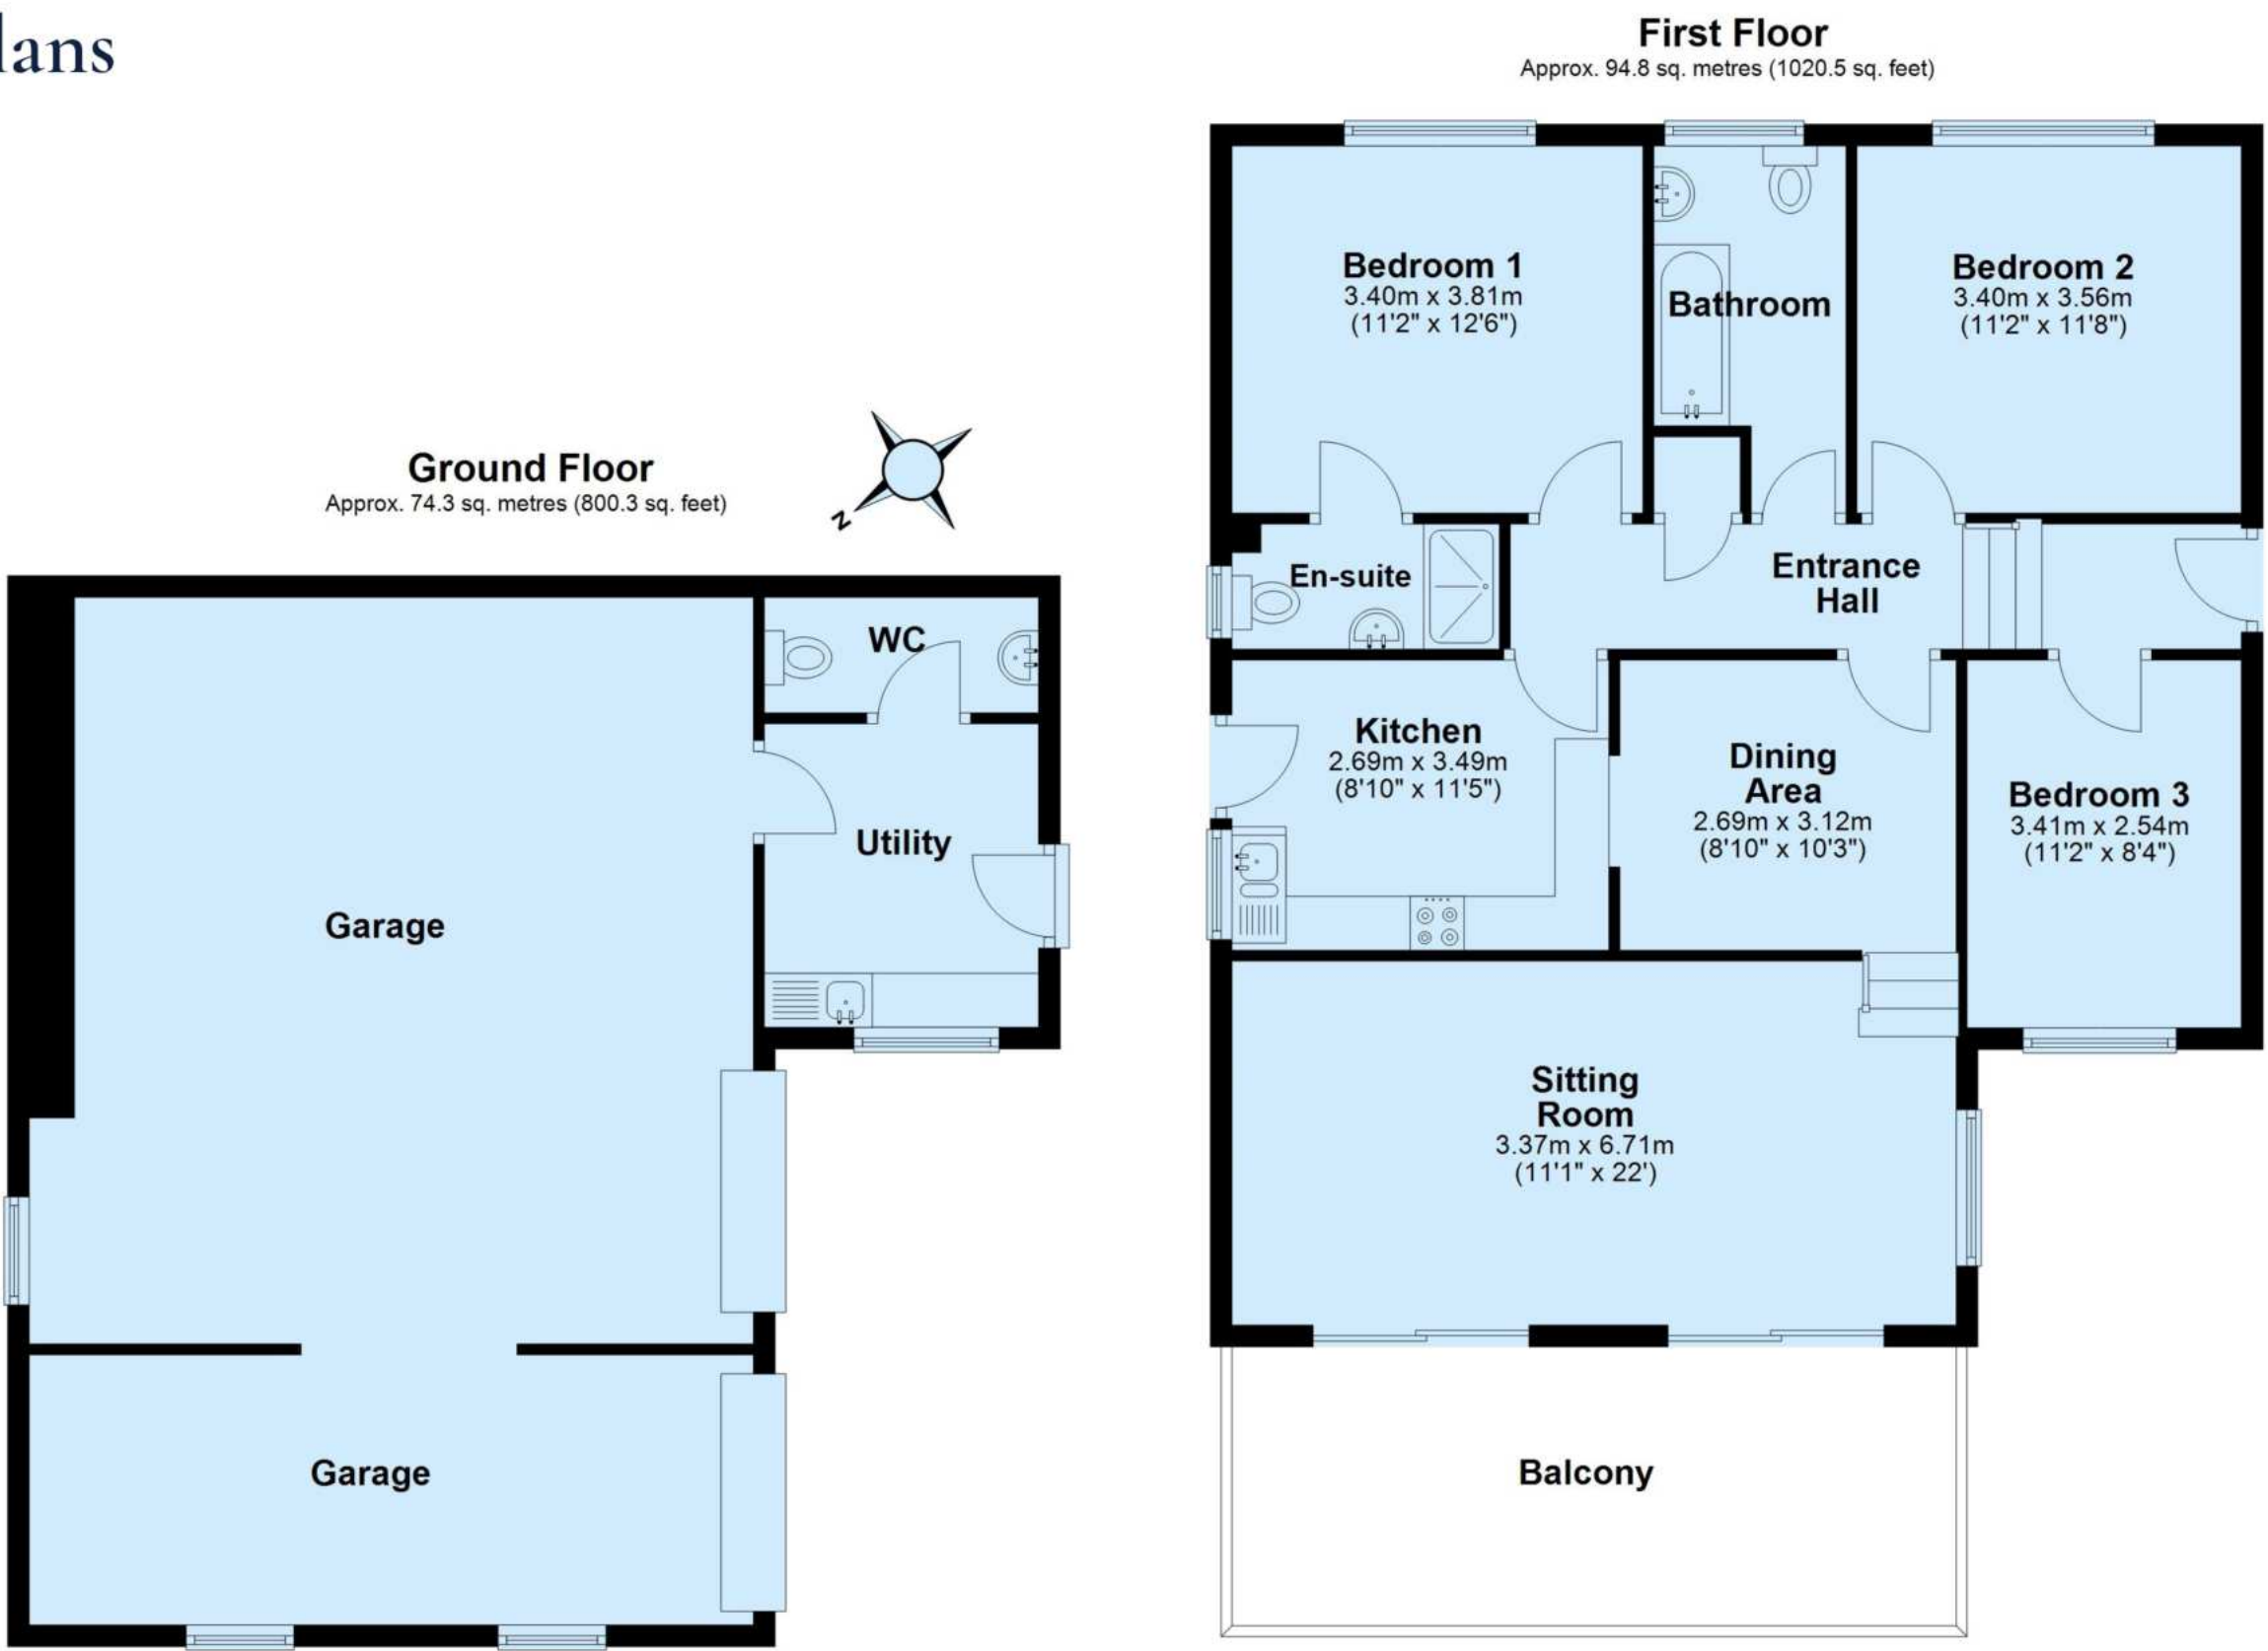 First Floor
Approx. 94.8 sq. metres (1020.5 sq. feet)
Ground Floor
Approx. 74.3 sq. metres (800.3 sq. feet)
N
WC
Utility
Garage
Garage
Bedroom 1
3.40m x 3.81m
(11'2" x 12'6")
Bathroom
Bedroom 2
3.40m x 3.56m
(11'2" x 11'8")
En-suite
Entrance
Hall
Kitchen
2.69m x 3.49m
(8'10" x 11'5")
Dining
Area
2.69m x 3.12m
(8'10" x 10'3")
Bedroom 3
3.41m x 2.54m
(11'2" x 8'4")
Sitting
Room
3.37m x 6.71m
(11'1" x 22')
Balcony